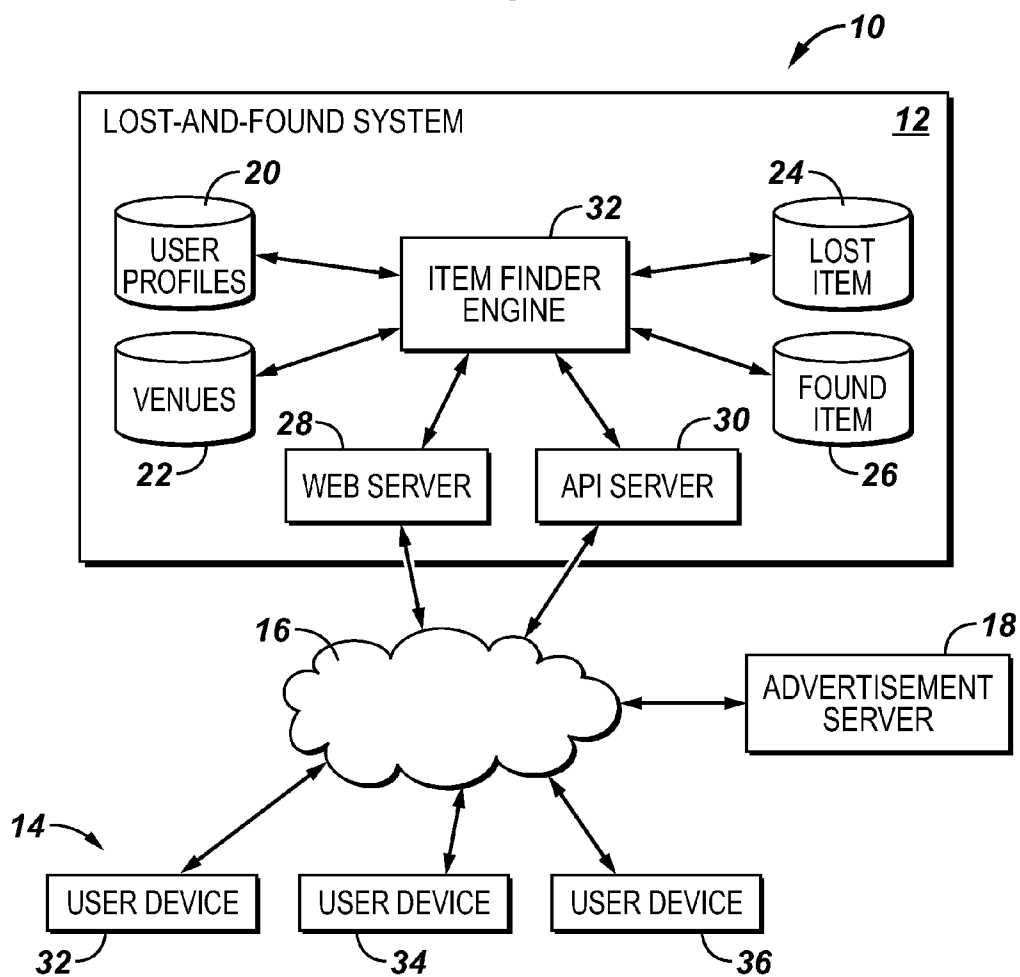 10
LOST-AND-FOUND SYSTEM
12
20
32
24
USER
PROFILES
ITEM FINDER
ENGINE
LOST
ITEM
VENUES
FOUND
ITEM
22
28
30
26
WEB SERVER
API SERVER
16
18
ADVERTISEMENT
SERVER
14
USER DEVICE
USER DEVICE
USER DEVICE
32
34
36